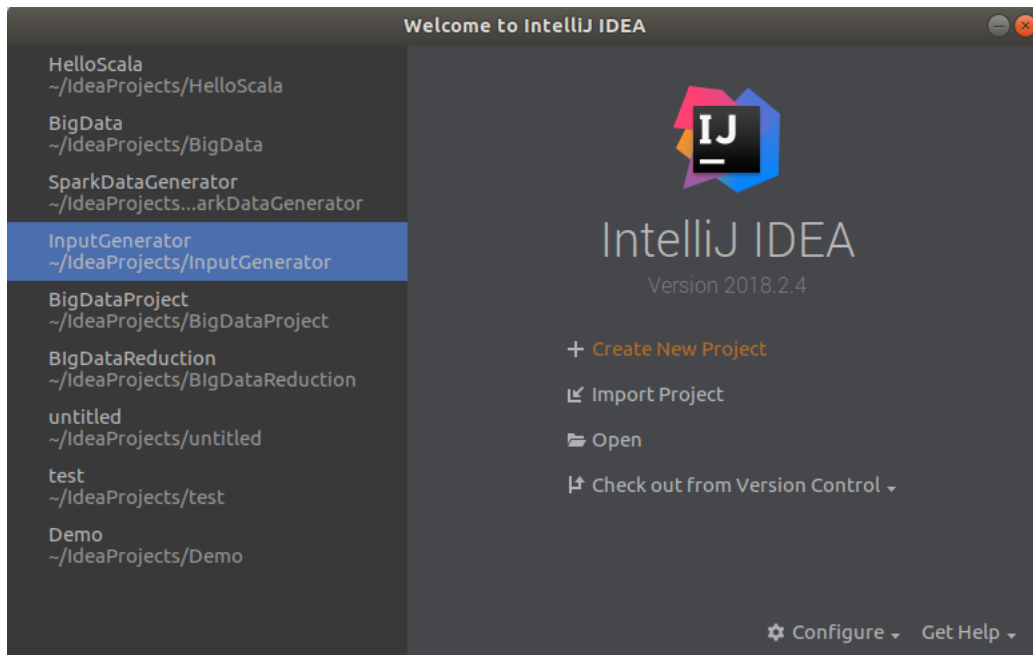 Welcome to IntelliJ IDEA
HelloScala
~/IdeaProjects/HelloScala
BigData
~/IdeaProjects/BigData
SparkDataGenerator
~/IdeaProjects...arkDataGenerator
InputGenerator
~/IdeaProjects/InputGenerator
BigDataProject
~/IdeaProjects/BigDataProject
BIgDataReduction
~/IdeaProjects/BIgDataReduction
untitled
~/IdeaProjects/untitled
test
~/IdeaProjects/test
Demo
~/IdeaProjects/Demo
IJ
IntelliJ IDEA
Version 2018.2.4
Create New Project
Import Project
Open
Check out from Version Control
Configure
Get Help